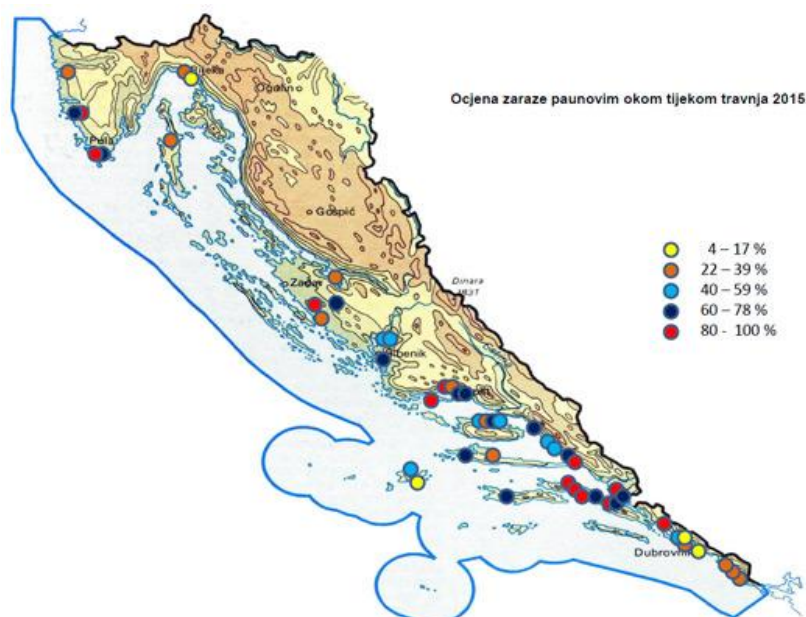 Rijeka
Ogulin
Ocjena zaraze paunovim okom tijekom travnja 2015
Pula
Gospić
4 – 17 %
Dinara
1831
22 – 39 %
Zadar
40 – 59 %
60 – 78 %
80 - 100 %
Dubrovnik